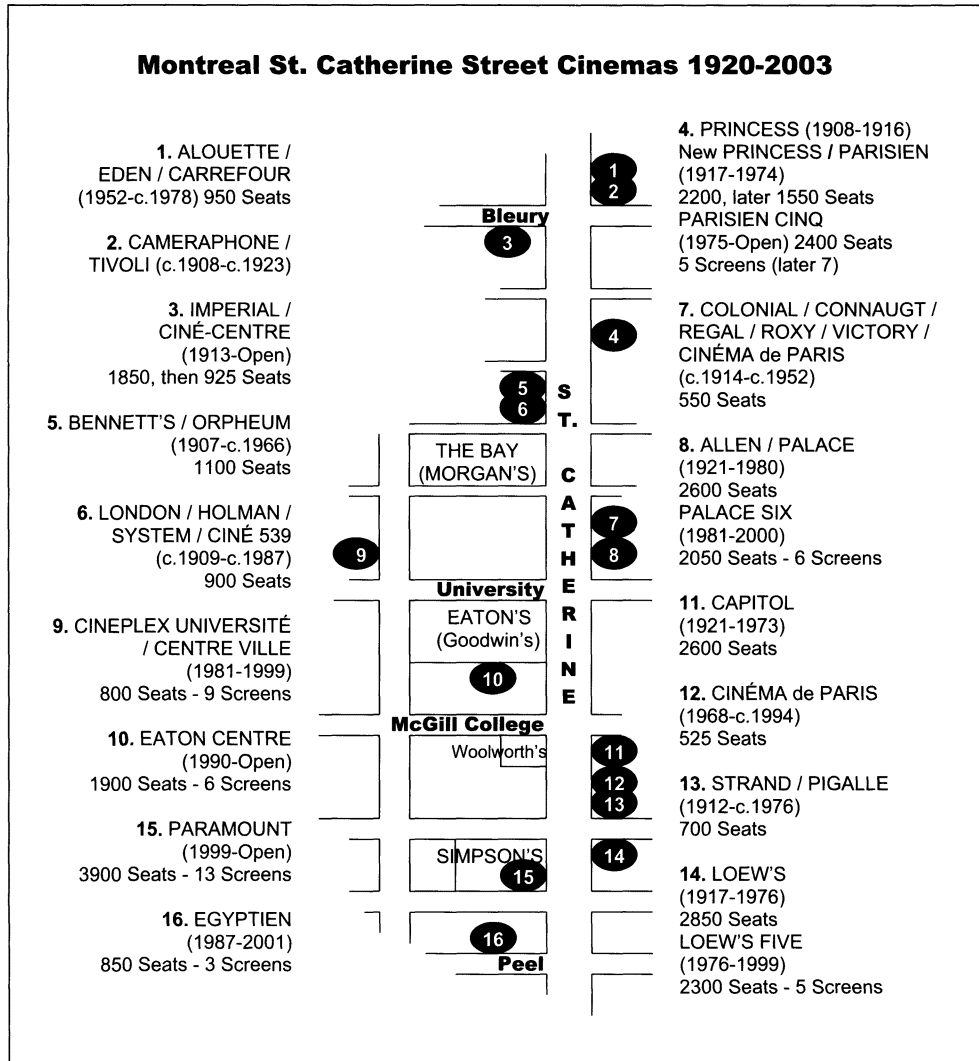 Montreal St. Catherine Street Cinemas 1920-2003
1. ALOUETTE /
EDEN / CARREFOUR
(1952-c.1978) 950 Seats
2. CAMERAPHONE /
TIVOLI (c.1908-c.1923)
3. IMPERIAL /
CINÉ-CENTRE
(1913-Open)
1850, then 925 Seats
5. BENNETT'S / ORPHEUM
(1907-c.1966)
1100 Seats
6. LONDON / HOLMAN /
SYSTEM / CINÉ 539
(c.1909-c.1987)
900 Seats
9. CINEPLEX UNIVERSITÉ
/ CENTRE VILLE
(1981-1999)
800 Seats - 9 Screens
10. EATON CENTRE
(1990-Open)
1900 Seats - 6 Screens
15. PARAMOUNT
(1999-Open)
3900 Seats - 13 Screens
16. EGYPTIEN
(1987-2001)
850 Seats - 3 Screens
1
2
Bleury
3
4
5
6
ST. CATHERINE
THE BAY
(MORGAN'S)
7
9
8
University
EATON'S
(Goodwin's)
10
McGill College
Woolworth's
11
12
13
SIMPSON'S
14
15
16
Peel
4. PRINCESS (1908-1916)
New PRINCESS / PARISIEN
(1917-1974)
2200, later 1550 Seats
PARISIEN CINQ
(1975-Open) 2400 Seats
5 Screens (later 7)
7. COLONIAL / CONNAUGT /
REGAL / ROXY / VICTORY /
CINÉMA de PARIS
(c.1914-c.1952)
550 Seats
8. ALLEN / PALACE
(1921-1980)
2600 Seats
PALACE SIX
(1981-2000)
2050 Seats - 6 Screens
11. CAPITOL
(1921-1973)
2600 Seats
12. CINÉMA de PARIS
(1968-c.1994)
525 Seats
13. STRAND / PIGALLE
(1912-c.1976)
700 Seats
14. LOEW'S
(1917-1976)
2850 Seats
LOEW'S FIVE
(1976-1999)
2300 Seats - 5 Screens